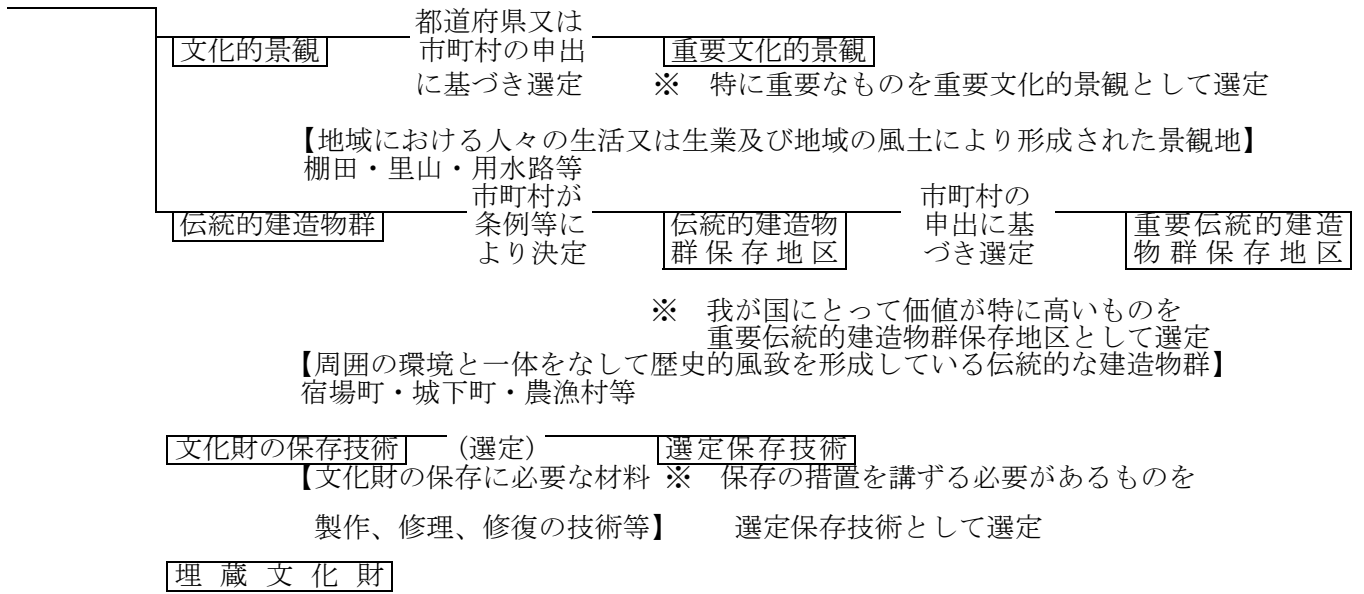 都道府県又は
文化的景観 市町村の申出 重要文化的景観
に基づき選定 ※ 特に重要なものを重要文化的景観として選定
【地域における人々の生活又は生業及び地域の風土により形成された景観地】
棚田・里山・用水路等
市町村が 市町村の
伝統的建造物群 条例等に 伝統的建造物 申出に基 重要伝統的建造
より決定 群保存地区 づき選定 物群保存地区
※ 我が国にとって価値が特に高いものを
重要伝統的建造物群保存地区として選定
【周囲の環境と一体をなして歴史的風致を形成している伝統的な建造物群】
宿場町・城下町・農漁村等
文化財の保存技術 (選定) 選定保存技術
【文化財の保存に必要な材料 ※ 保存の措置を講ずる必要があるものを
製作、修理、修復の技術等】 選定保存技術として選定
埋蔵文化財